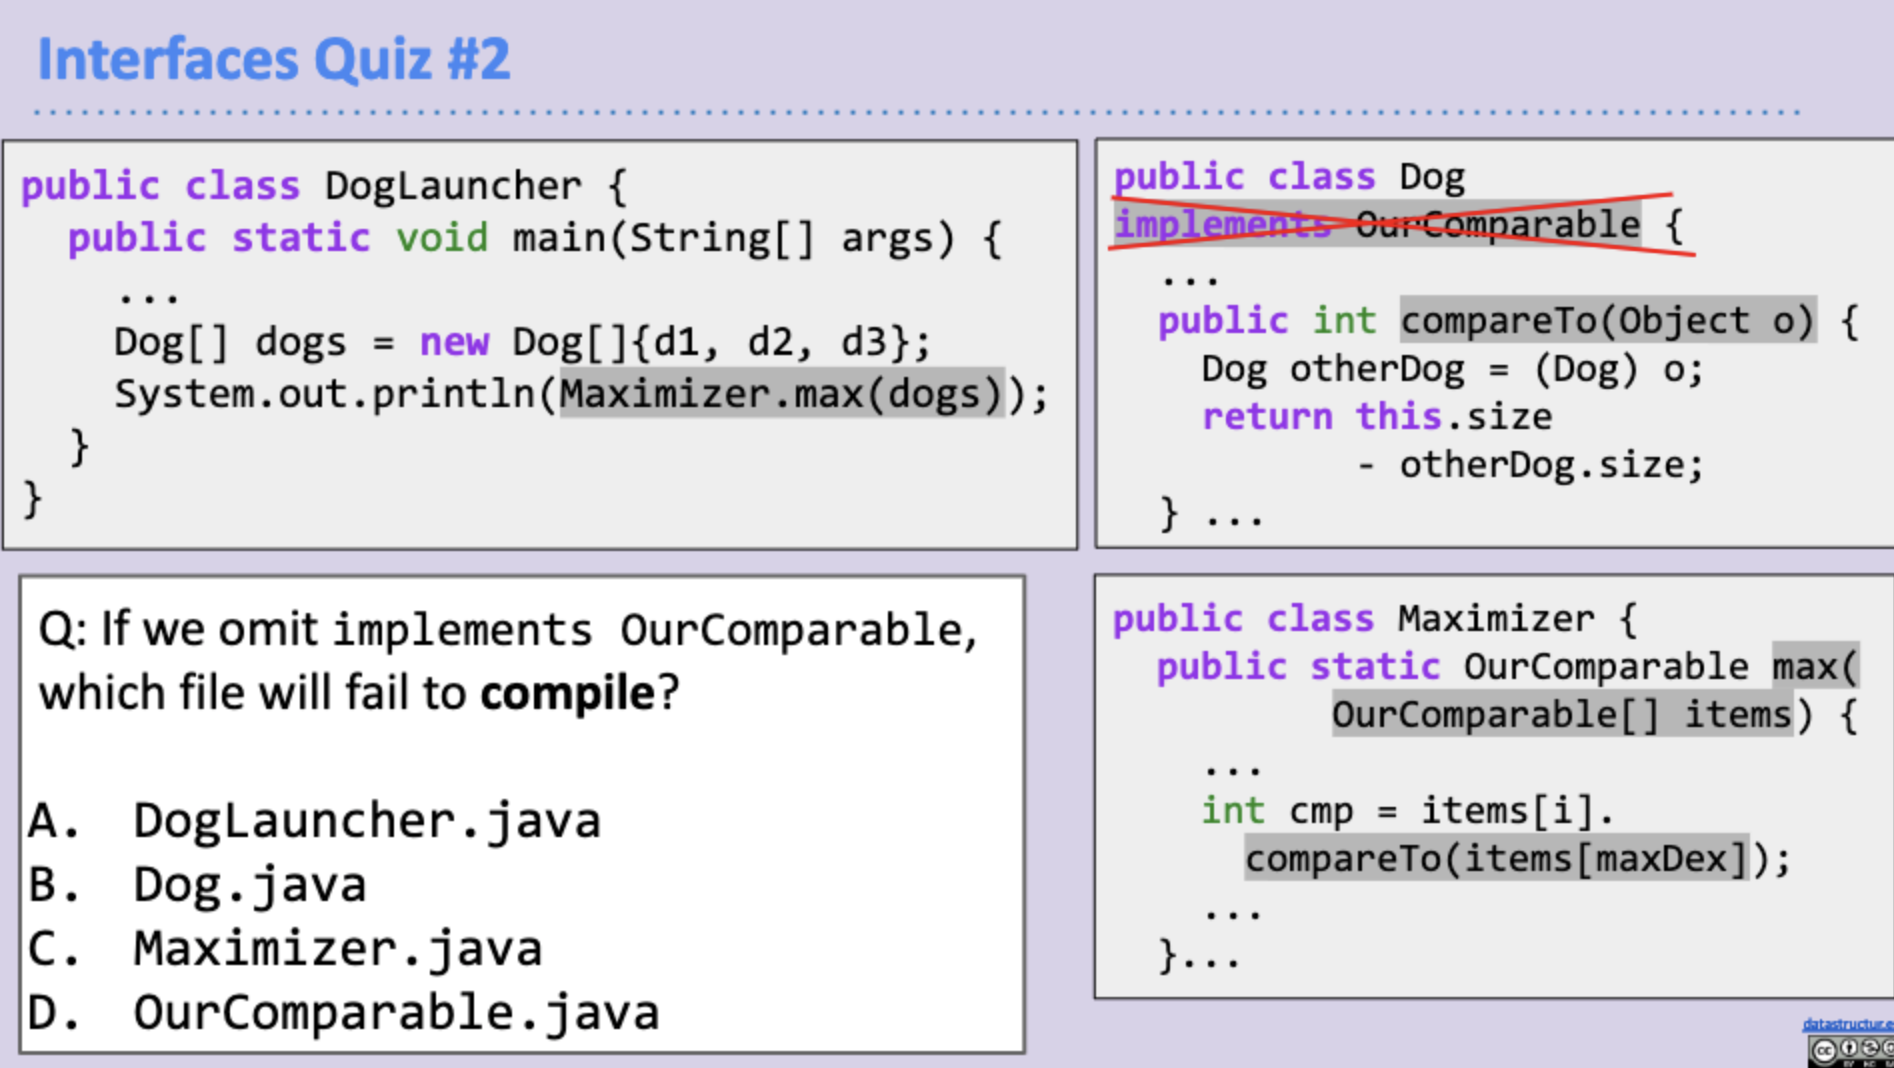 Interfaces Quiz #2
public class DogLauncher {
public static void main(String[] args) {
...
Dog[] dogs = new Dog[]{d1, d2, d3};
System.out.println(Maximizer.max(dogs));
}
}
public class Dog
implements OurComparable {
...
public int compareTo(Object o) {
Dog otherDog = (Dog) o;
return this.size
- otherDog.size;
} ...
Q: If we omit implements OurComparable,
which file will fail to compile?
A. DogLauncher.java
B. Dog.java
C. Maximizer.java
D. OurComparable.java
public class Maximizer {
public static OurComparable max(
OurComparable[] items) {
...
int cmp = items[i].
compareTo(items[maxDex]);
...
}...
datastructur.e
cc